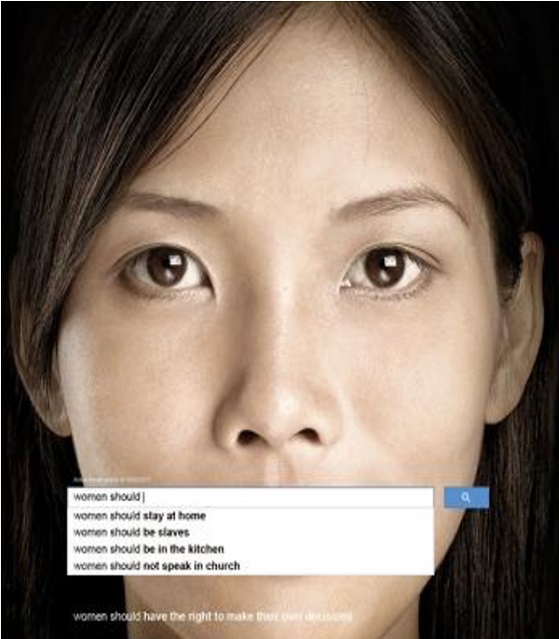 women should
women should stay at home
women should be slaves
women should be in the kitchen
women should not speak in church
women should have the right to make their own decisions